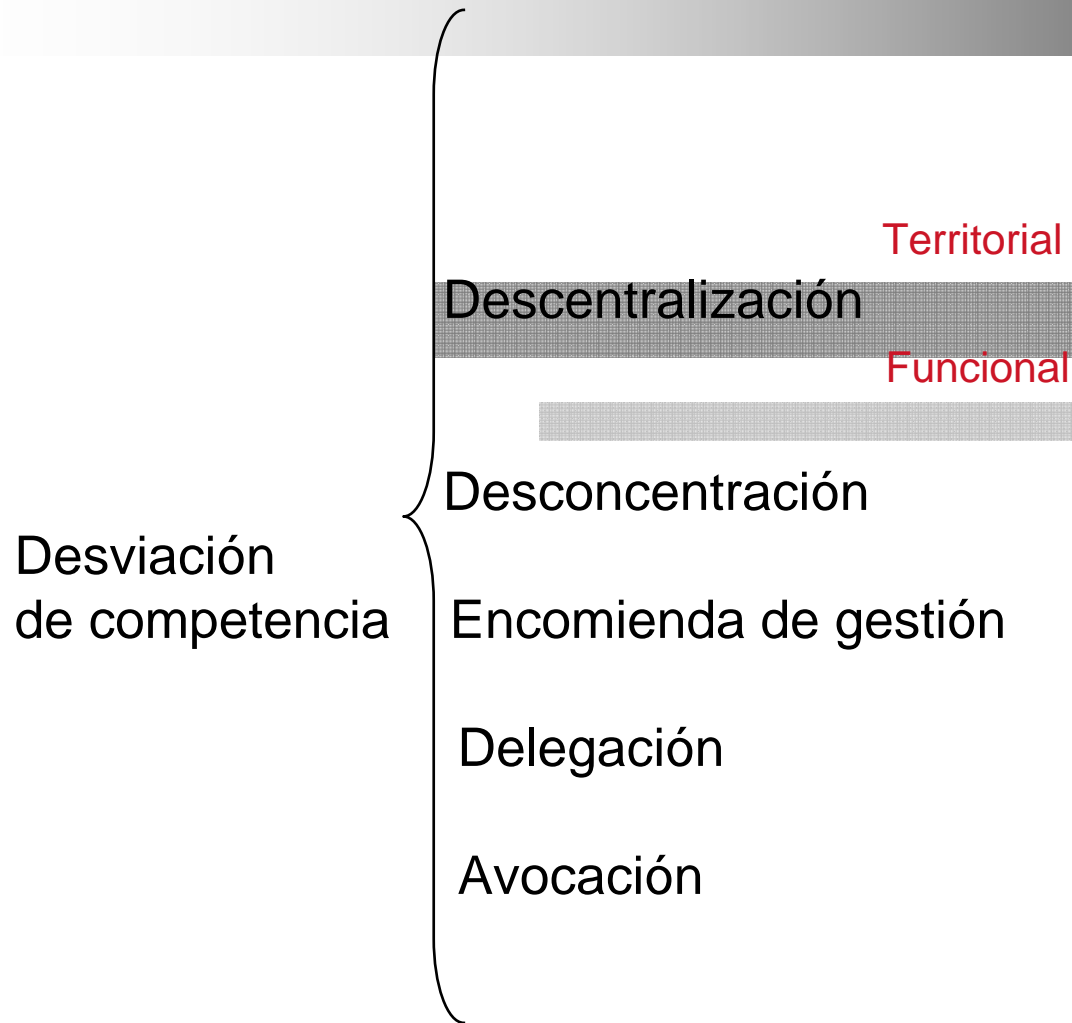 Territorial
Descentralización
Funcional
Desconcentración
Desviación
de competencia
Encomienda de gestión
Delegación
Avocación